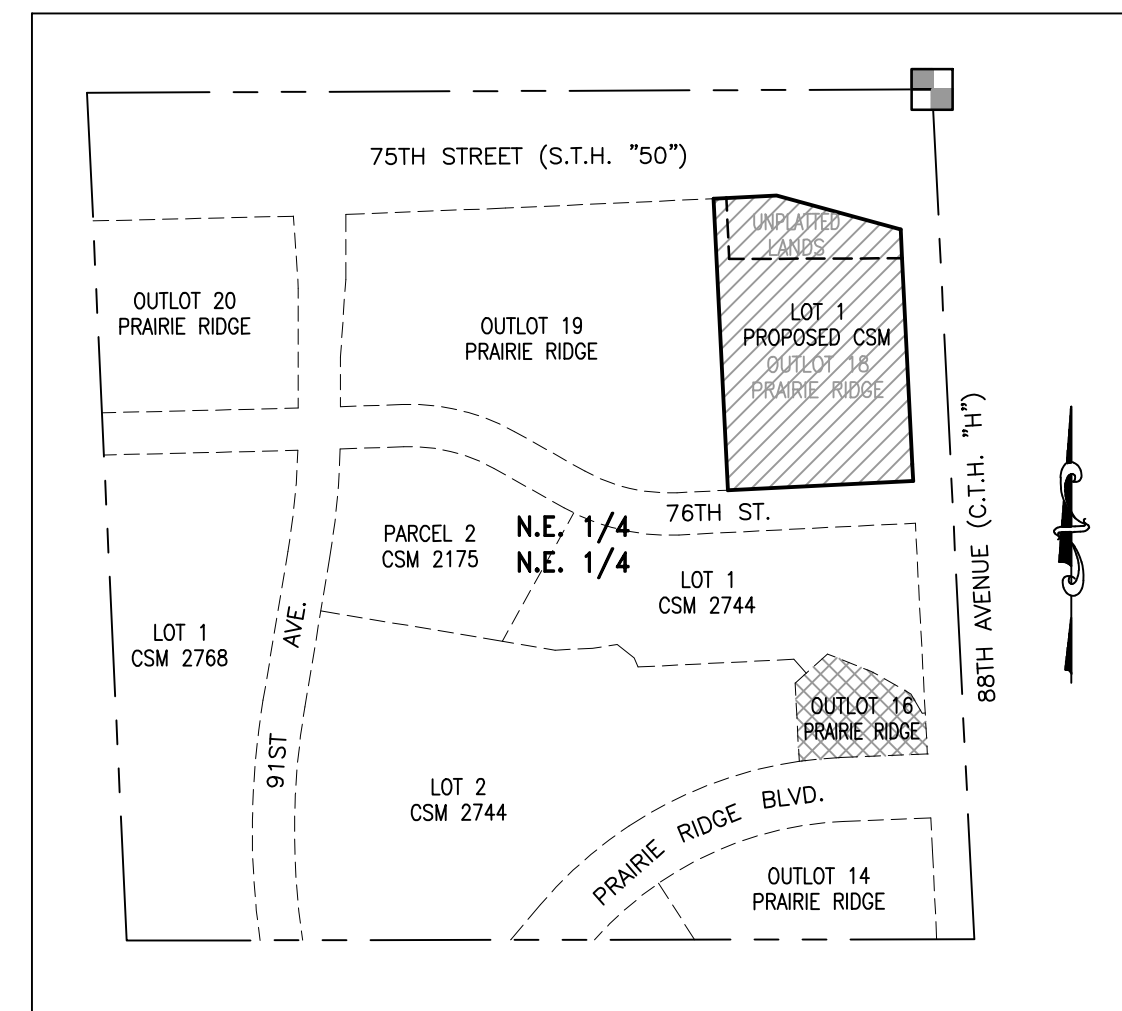 75TH STREET (S.T.H. "50")
UNPLATTED
LANDS
OUTLOT 20
PRAIRIE RIDGE
OUTLOT 19
PRAIRIE RIDGE
LOT 1
PROPOSED CSM
OUTLOT 18
PRAIRIE RIDGE
88TH AVENUE (C.T.H. "H")
76TH ST.
PARCEL 2
CSM 2175
N.E. 1/4
N.E. 1/4
LOT 1
CSM 2744
LOT 1
CSM 2768
91ST AVE.
OUTLOT 16
PRAIRIE RIDGE
LOT 2
CSM 2744
PRAIRIE RIDGE BLVD.
OUTLOT 14
PRAIRIE RIDGE